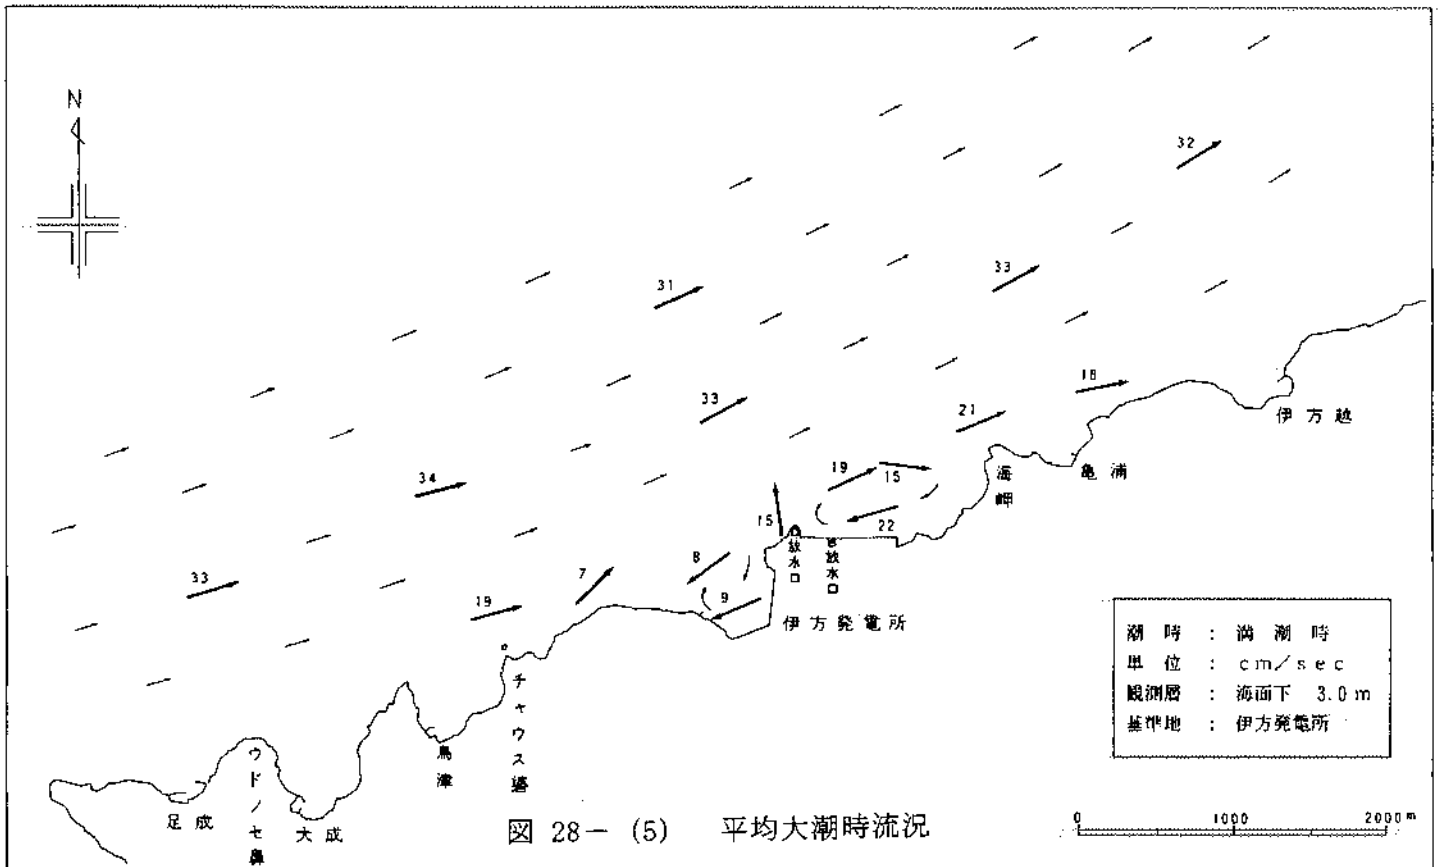 N
32
31
33
33
18
21
34
19
15
15
22
8
7
9
33
19
伊方越
亀浦
海岬
放水口
放水口
伊方発電所
チャウス碆
鳥津
ウドノセ鼻
足成
大成
潮時 : 満潮時
単位 : cm/sec
観測層 : 海面下 3.0m
基準地 : 伊方発電所
図 28- (5) 平均大潮時流況
0 1000 2000 m